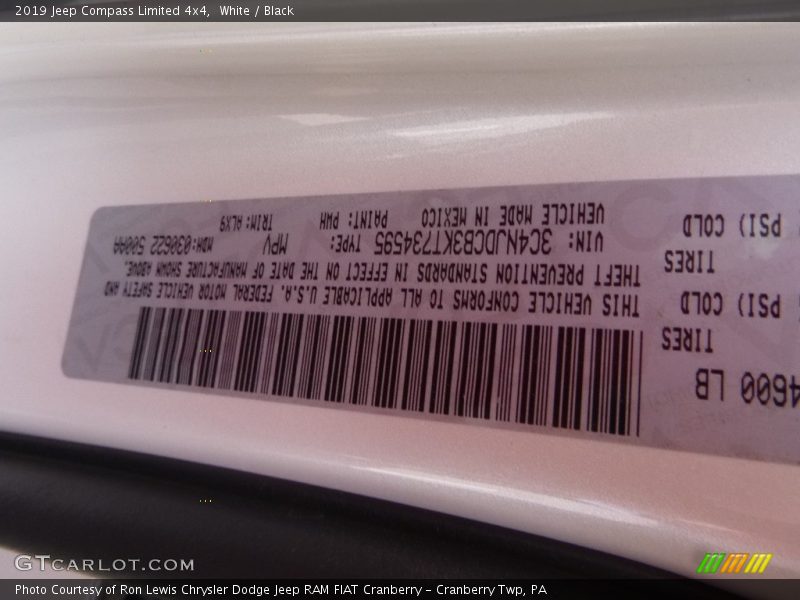 2019 Jeep Compass Limited 4x4, White / Black
4600 LB
TIRES
PSI) COLD
TIRES
PSI) COLD
THIS VEHICLE CONFORMS TO ALL APPLICABLE U.S.A. FEDERAL MOTOR VEHICLE SAFETY AND
THEFT PREVENTION STANDARDS IN EFFECT ON THE DATE OF MANUFACTURE SHOWN ABOVE.
VIN: 3C4NJDCB3KT734595 TYPE: MPV MDH:030622 500AA
VEHICLE MADE IN MEXICO PAINT: PWH TRIM:ALX9
GTCARLOT.COM
Photo Courtesy of Ron Lewis Chrysler Dodge Jeep RAM FIAT Cranberry – Cranberry Twp, PA